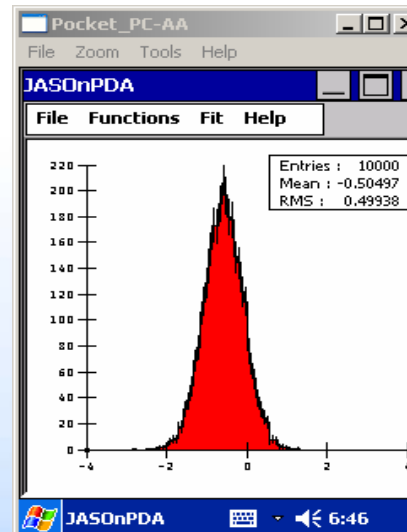 Pocket_PC-AA
File Zoom Tools Help
JASOnPDA
File Functions Fit Help
Entries : 10000
Mean : -0.50497
RMS : 0.49938
220
200
180
160
140
120
100
80
60
40
20
0
-4 -2 0 2
JASOnPDA 6:46